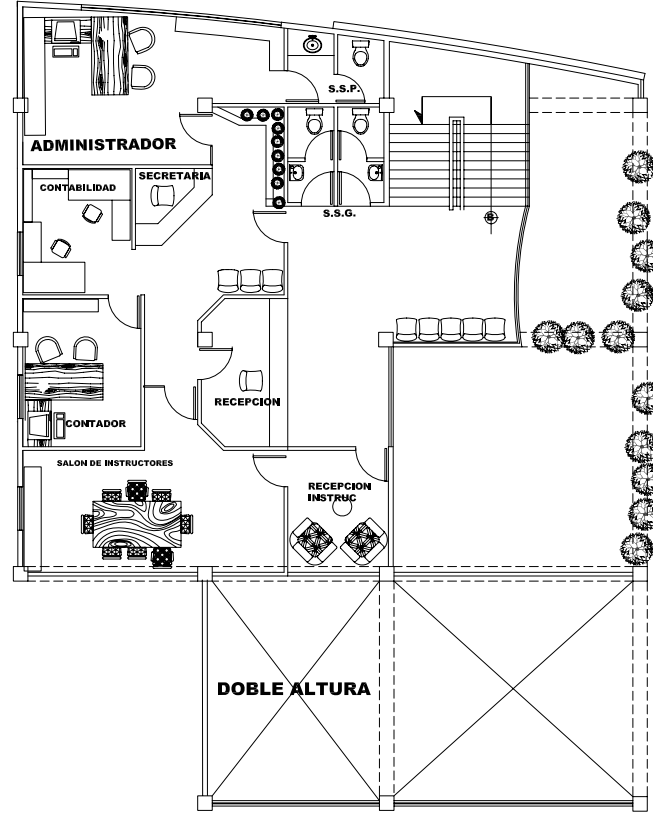 S.S.P.
ADMINISTRADOR
SECRETARIA
CONTABILIDAD
S.S.G.
B
RECEPCION
CONTADOR
SALON DE INSTRUCTORES
RECEPCION
INSTRUC
DOBLE ALTURA